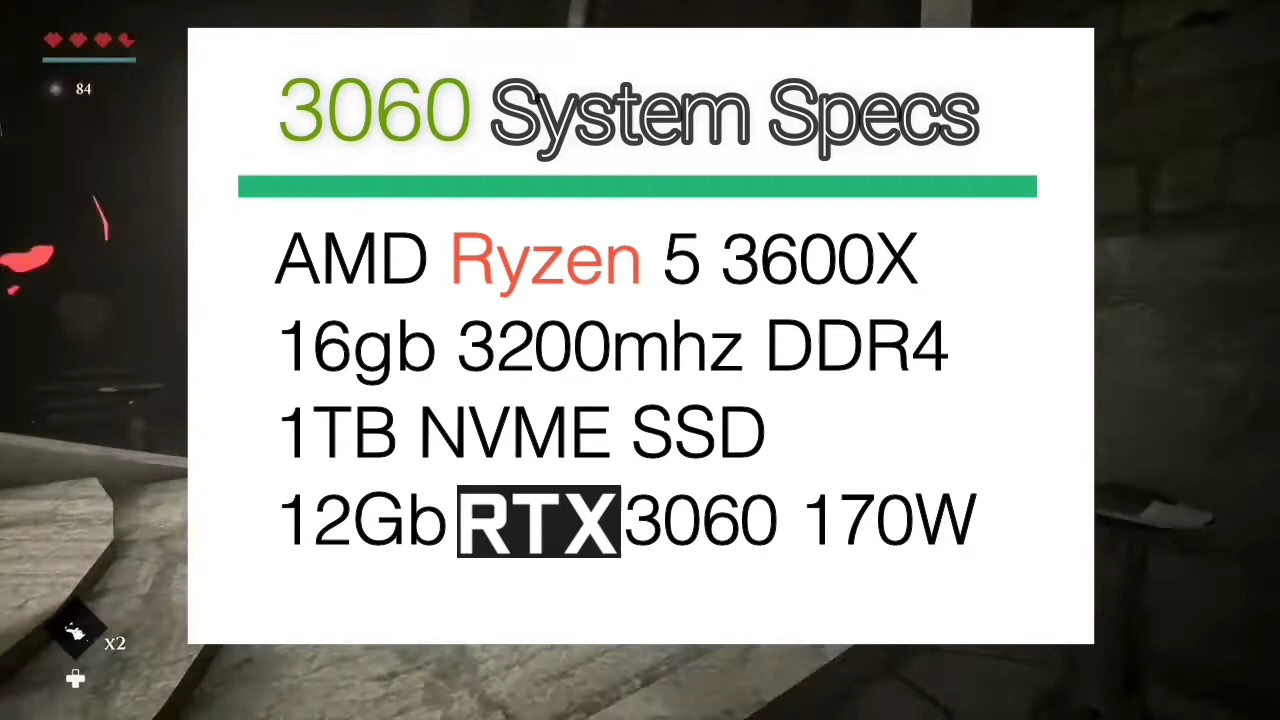 84
3060 System Specs
AMD Ryzen 5 3600X
16gb 3200mhz DDR4
1TB NVME SSD
12Gb RTX 3060 170W
X2